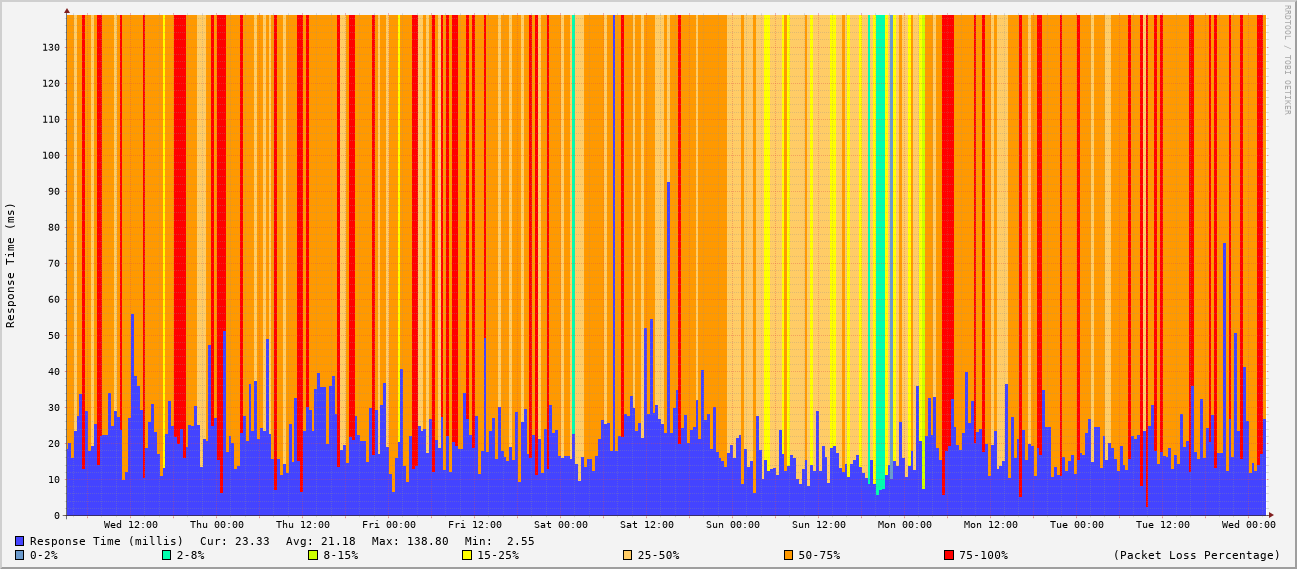 RRDTOOL / TOBI OETIKER
Response Time (ms)
130
120
110
100
90
80
70
60
50
40
30
20
10
0
Wed 12:00 Thu 00:00 Thu 12:00 Fri 00:00 Fri 12:00 Sat 00:00 Sat 12:00 Sun 00:00 Sun 12:00 Mon 00:00 Mon 12:00 Tue 00:00 Tue 12:00 Wed 00:00
Response Time (millis) Cur: 23.33 Avg: 21.18 Max: 138.80 Min: 2.55
0-2% 2-8% 8-15% 15-25% 25-50% 50-75% 75-100% (Packet Loss Percentage)